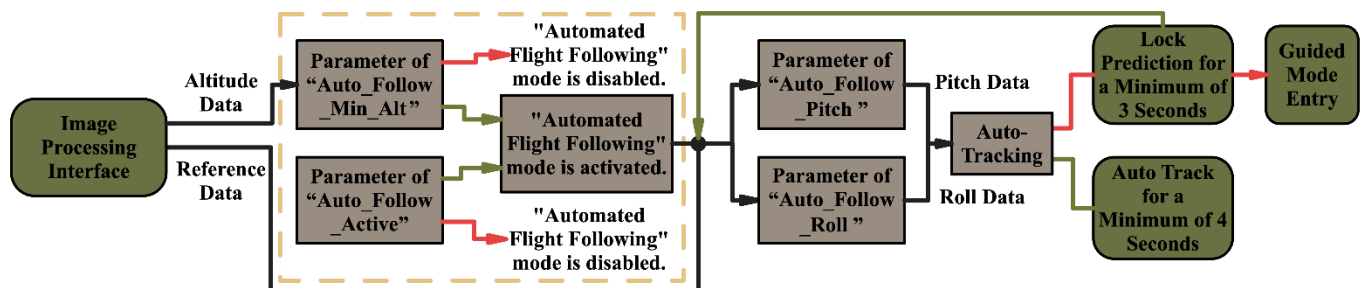 Image
Processing
Interface
Altitude
Data
Reference
Data
Parameter of
“Auto_Follow
_Min_Alt”
Parameter of
“Auto_Follow
_Active”
"Automated
Flight Following"
mode is disabled.
"Automated
Flight Following"
mode is activated.
"Automated
Flight Following"
mode is disabled.
Parameter of
“Auto_Follow
_Pitch ”
Parameter of
“Auto_Follow
_Roll ”
Pitch Data
Roll Data
Auto-
Tracking
Lock
Prediction for
a Minimum of
3 Seconds
Guided
Mode
Entry
Auto Track
for a
Minimum of 4
Seconds